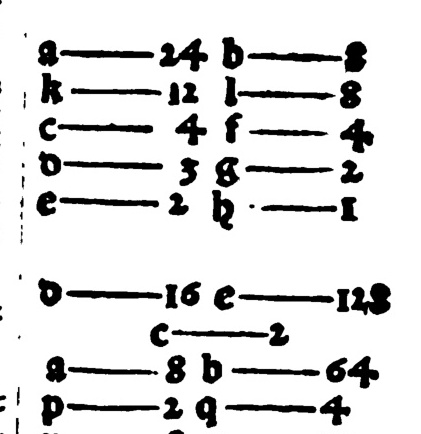 a — 24 b — 8
k — 12 l — 8
c — 4 f — 4
d — 3 g — 2
e — 2 h — 1
d — 16 e — 128
c — 2
a — 8 b — 64
p — 2 q — 4